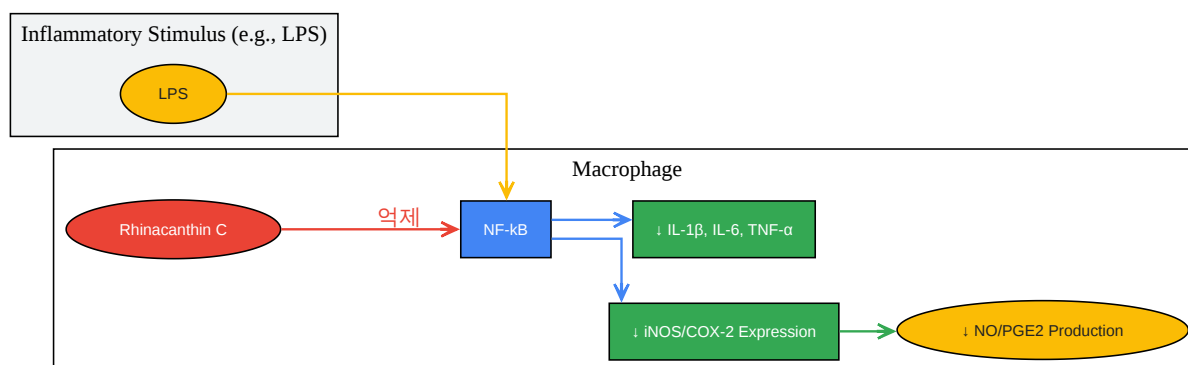 Inflammatory Stimulus (e.g., LPS)
LPS
Macrophage
Rhinacanthin C
억제
NF-kB
↓ IL-1β, IL-6, TNF-α
↓ iNOS/COX-2 Expression
↓ NO/PGE2 Production